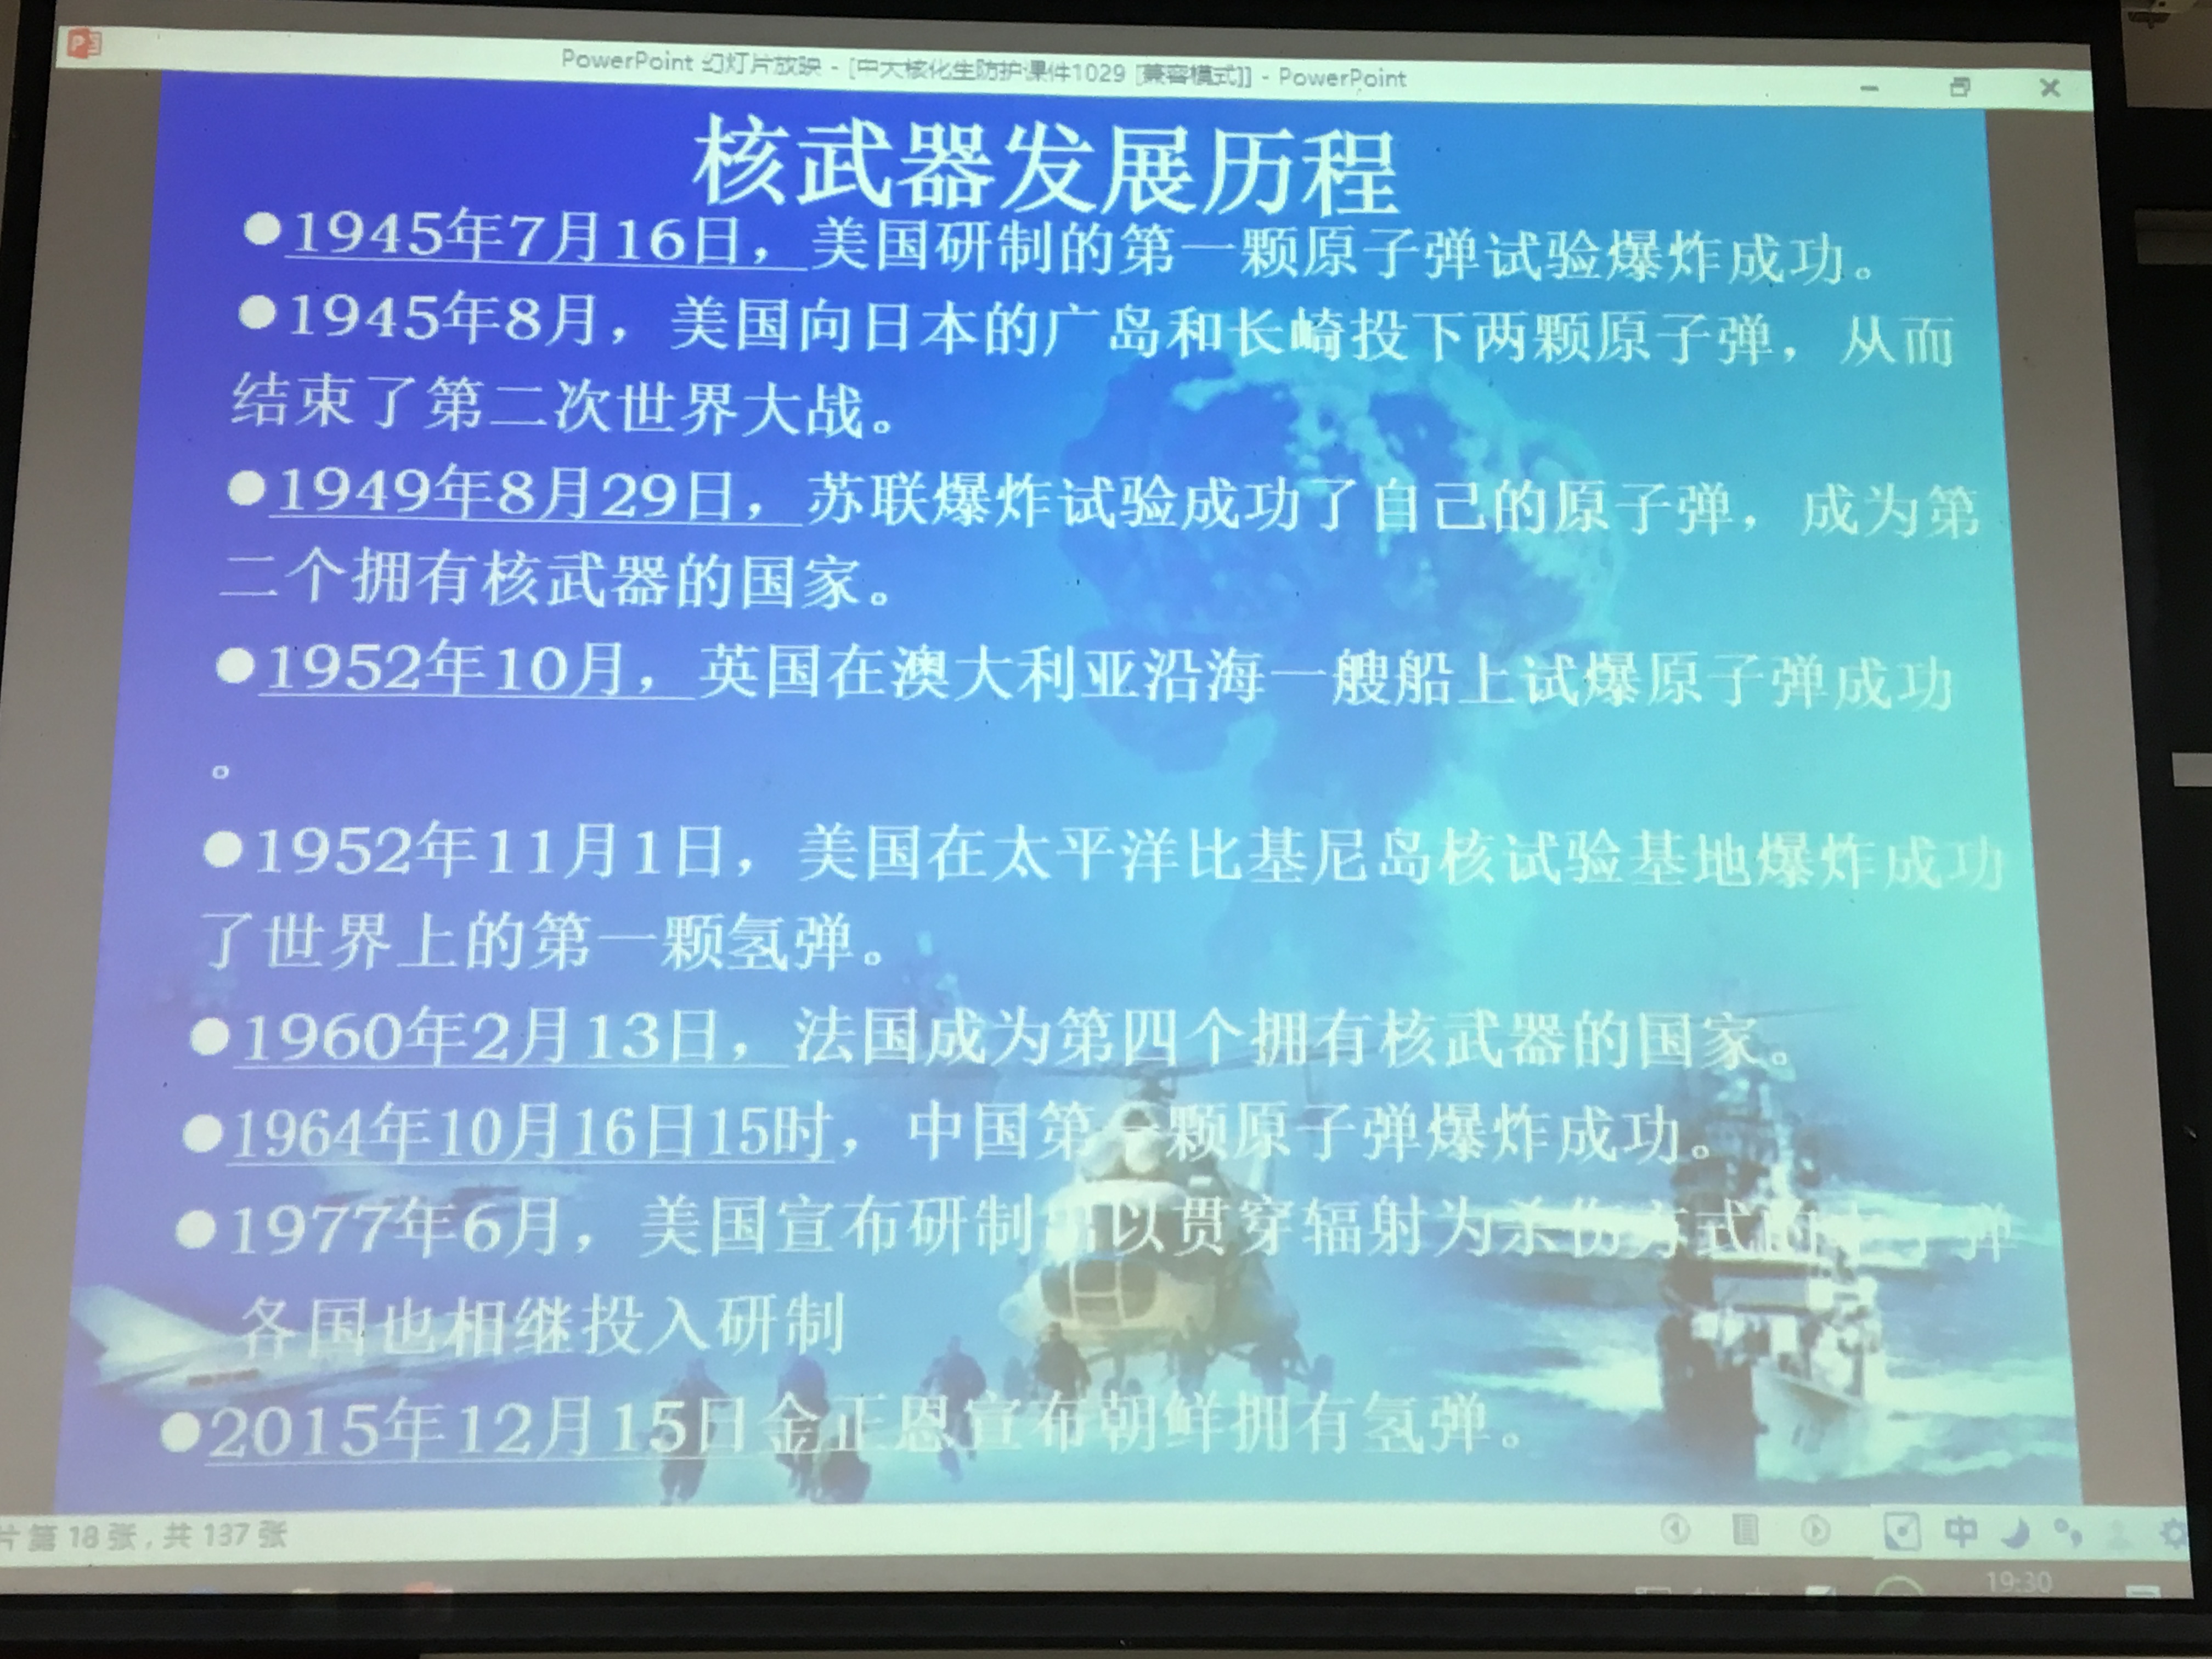 PowerPoint 幻灯片放映 - [中大核化生防护课件1029 [兼容模式]] - PowerPoint
核武器发展历程
●1945年7月16日，美国研制的第一颗原子弹试验爆炸成功。
●1945年8月，美国向日本的广岛和长崎投下两颗原子弹，从而
结束了第二次世界大战。
●1949年8月29日，苏联爆炸试验成功了自己的原子弹，成为第
二个拥有核武器的国家。
●1952年10月，英国在澳大利亚沿海一艘船上试爆原子弹成功
。
●1952年11月1日，美国在太平洋比基尼岛核试验基地爆炸成功
了世界上的第一颗氢弹。
●1960年2月13日，法国成为第四个拥有核武器的国家。
●1964年10月16日15时，中国第一颗原子弹爆炸成功。
●1977年6月，美国宣布研制出以贯穿辐射为杀伤方式的中子弹
各国也相继投入研制
●2015年12月15日金正恩宣布朝鲜拥有氢弹。
片 第 18 张，共 137 张
中
19:30